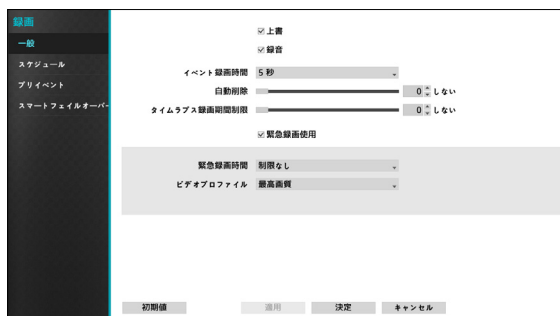 録画
一般
スケジュール
プリイベント
スマートフェイルオーバー
上書
録音
イベント録画時間 5 秒
自動削除 0 しない
タイムラプス録画期間制限 0 しない
緊急録画使用
緊急録画時間 制限なし
ビデオプロファイル 最高画質
初期値 適用 決定 キャンセル